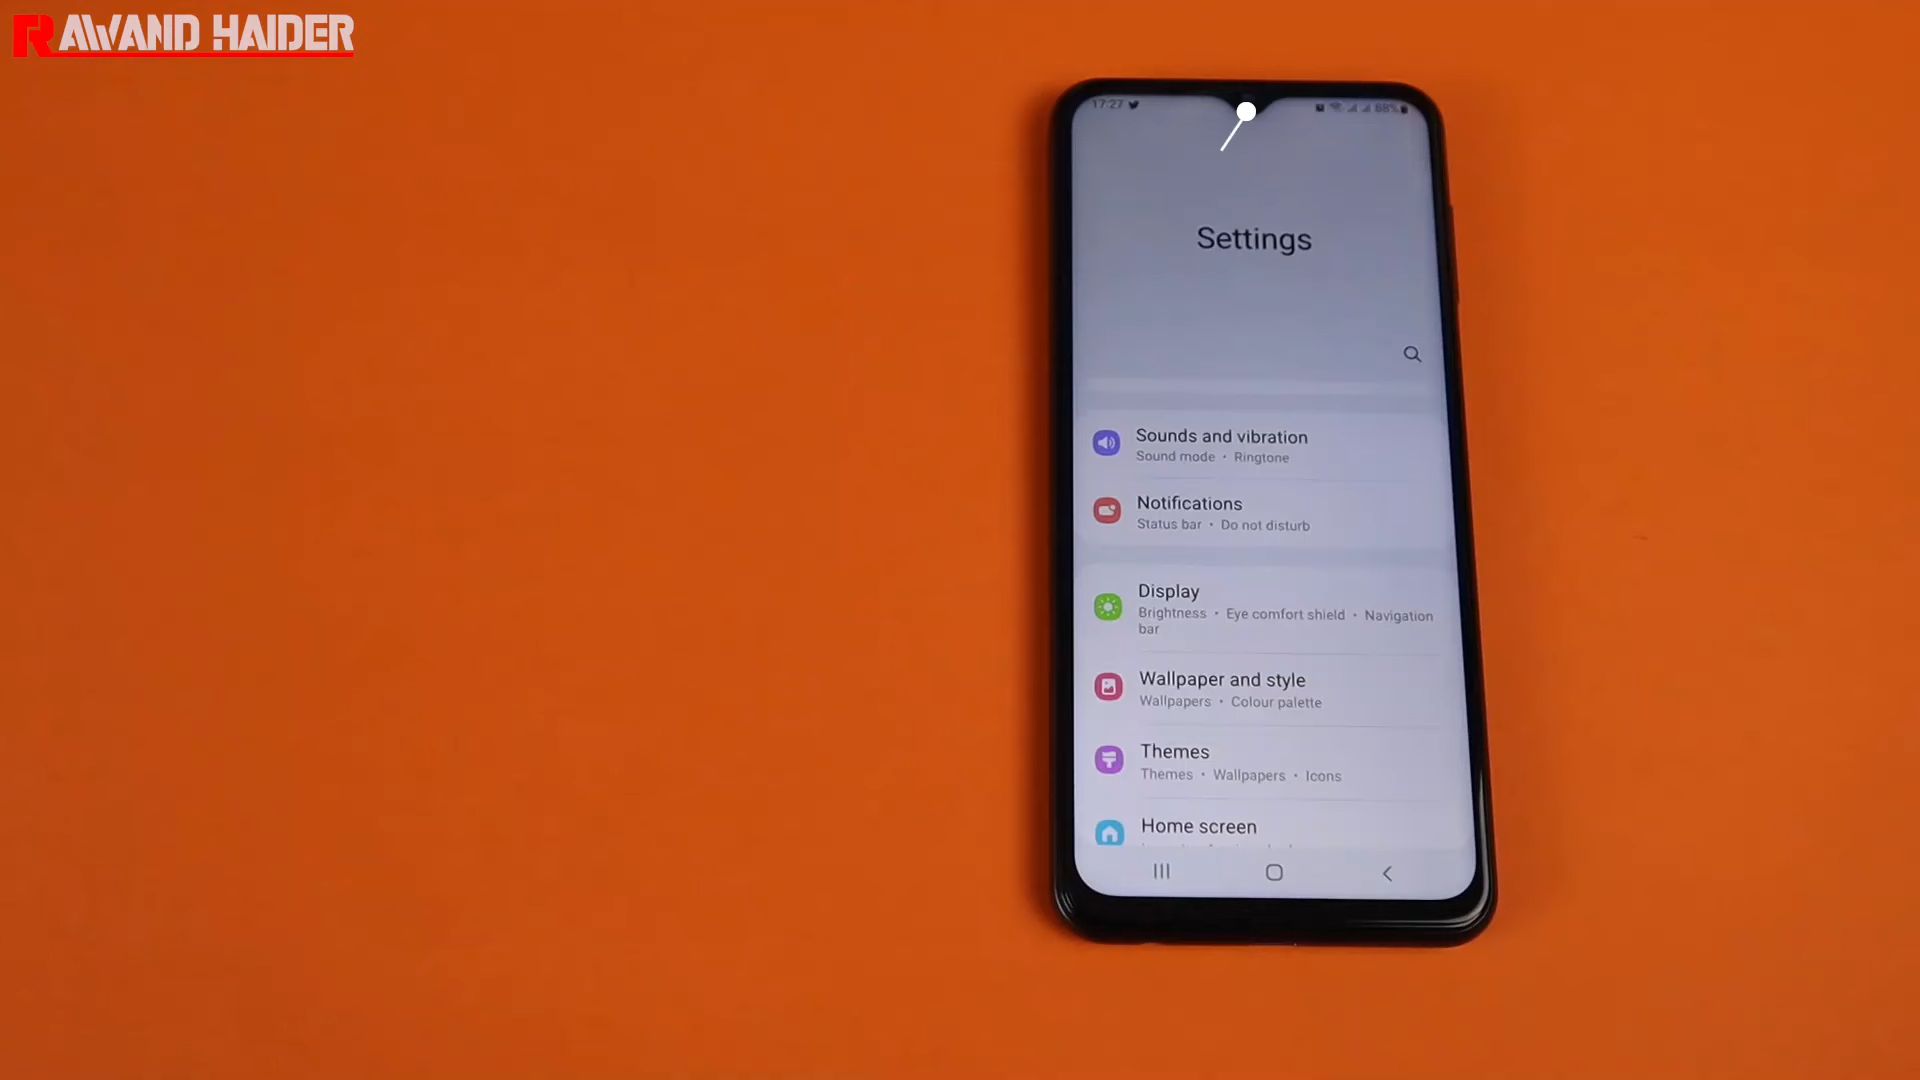 RAWAND HAIDER
17:27
88%
Settings
Sounds and vibration
Sound mode • Ringtone
Notifications
Status bar • Do not disturb
Display
Brightness • Eye comfort shield • Navigation
bar
Wallpaper and style
Wallpapers • Colour palette
Themes
Themes • Wallpapers • Icons
Home screen